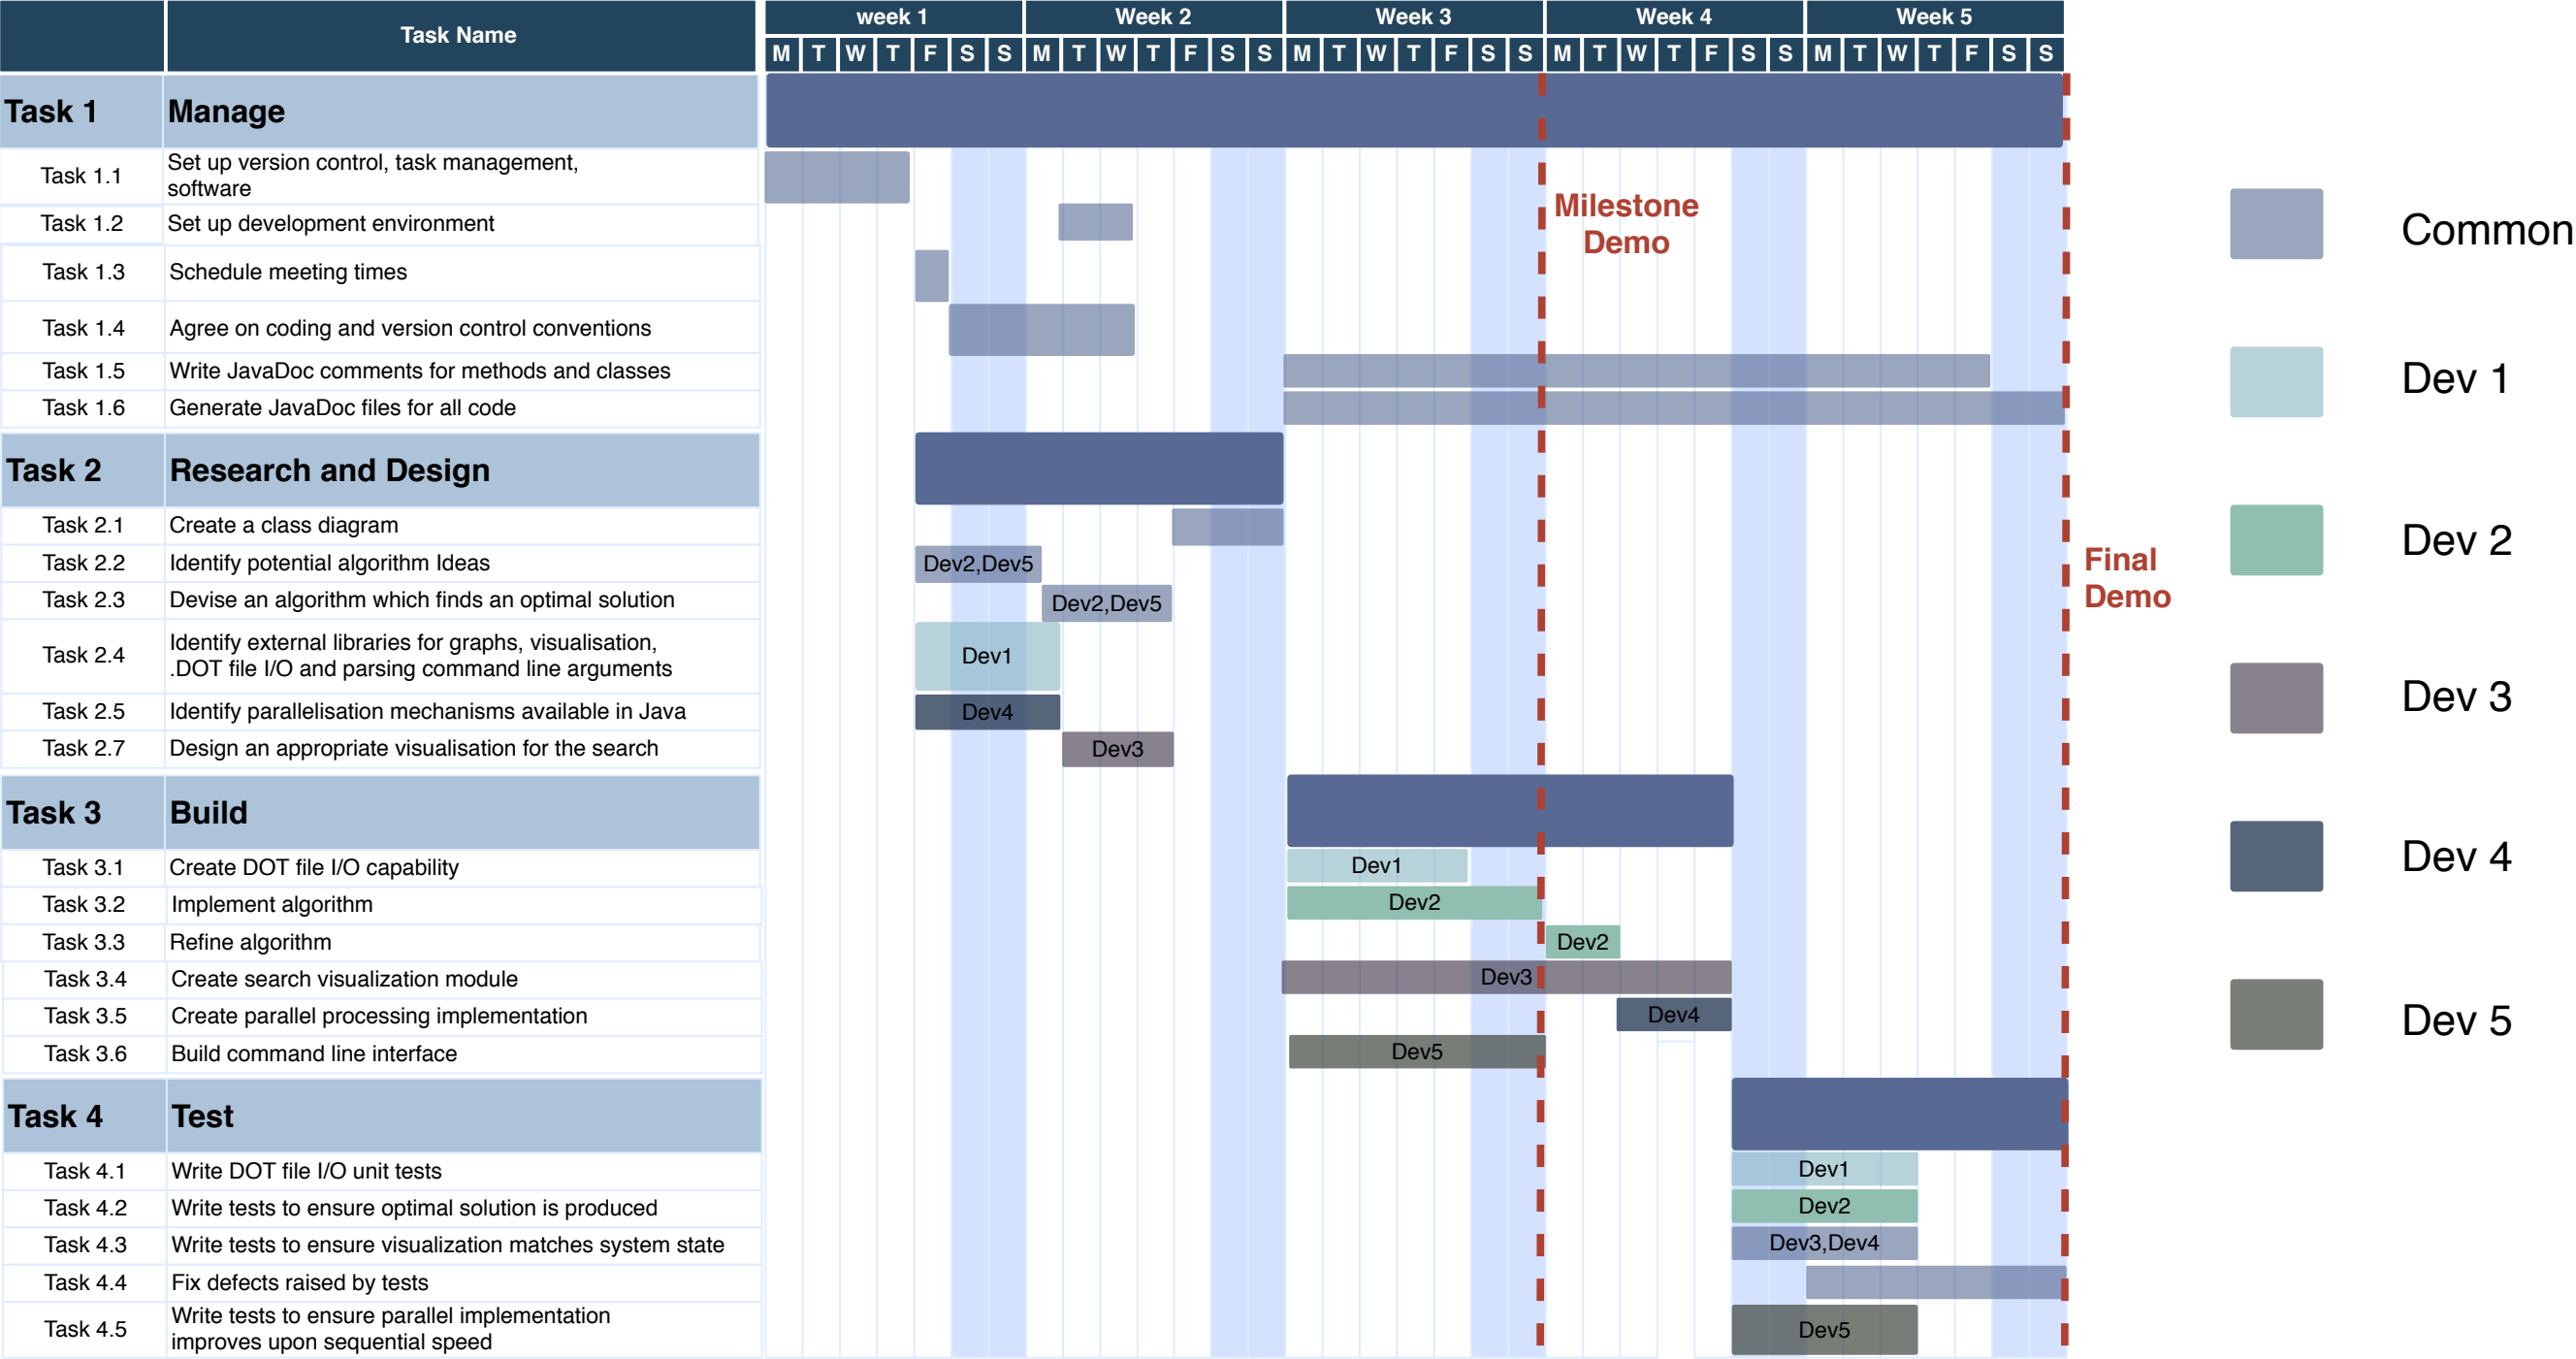 Task Name
week 1 Week 2 Week 3 Week 4 Week 5
M T W T F S S M T W T F S S M T W T F S S M T W T F S S M T W T F S S
Task 1 Manage
Task 1.1 Set up version control, task management,
software
Task 1.2 Set up development environment
Milestone
Demo
Task 1.3 Schedule meeting times
Task 1.4 Agree on coding and version control conventions
Task 1.5 Write JavaDoc comments for methods and classes
Task 1.6 Generate JavaDoc files for all code
Task 2 Research and Design
Task 2.1 Create a class diagram
Task 2.2 Identify potential algorithm Ideas Dev2,Dev5
Task 2.3 Devise an algorithm which finds an optimal solution Dev2,Dev5
Final
Demo
Task 2.4 Identify external libraries for graphs, visualisation,
.DOT file I/O and parsing command line arguments
Dev1
Task 2.5 Identify parallelisation mechanisms available in Java Dev4
Task 2.7 Design an appropriate visualisation for the search Dev3
Task 3 Build
Task 3.1 Create DOT file I/O capability Dev1
Task 3.2 Implement algorithm Dev2
Task 3.3 Refine algorithm Dev2
Task 3.4 Create search visualization module Dev3
Task 3.5 Create parallel processing implementation Dev4
Task 3.6 Build command line interface Dev5
Task 4 Test
Task 4.1 Write DOT file I/O unit tests Dev1
Task 4.2 Write tests to ensure optimal solution is produced Dev2
Task 4.3 Write tests to ensure visualization matches system state Dev3,Dev4
Task 4.4 Fix defects raised by tests
Task 4.5 Write tests to ensure parallel implementation
improves upon sequential speed
Dev5
Common
Dev 1
Dev 2
Dev 3
Dev 4
Dev 5